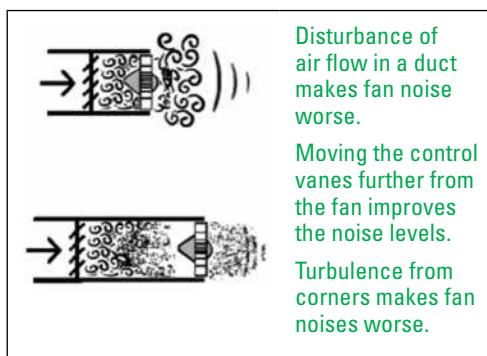 Disturbance of
air flow in a duct
makes fan noise
worse.
Moving the control
vanes further from
the fan improves
the noise levels.
Turbulence from
corners makes fan
noises worse.